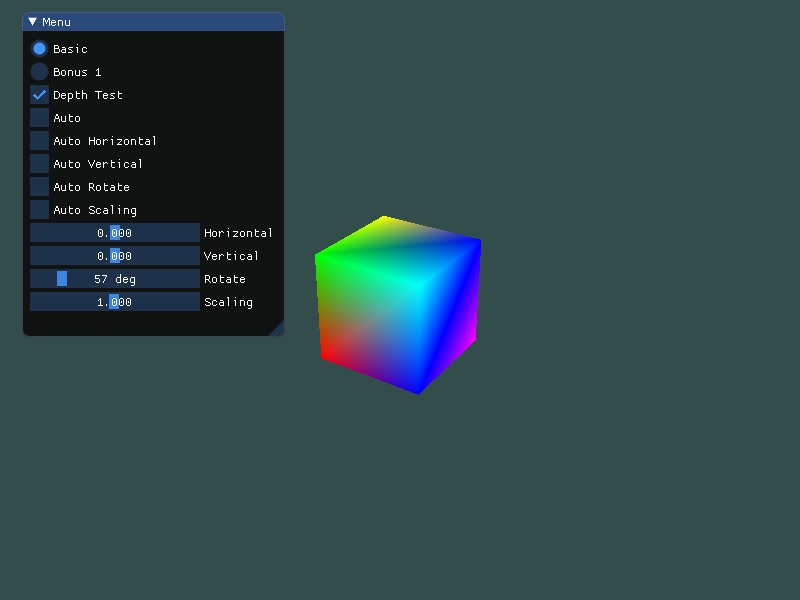 Menu
Basic
Bonus 1
Depth Test
Auto
Auto Horizontal
Auto Vertical
Auto Rotate
Auto Scaling
0.000 Horizontal
0.000 Vertical
57 deg Rotate
1.000 Scaling